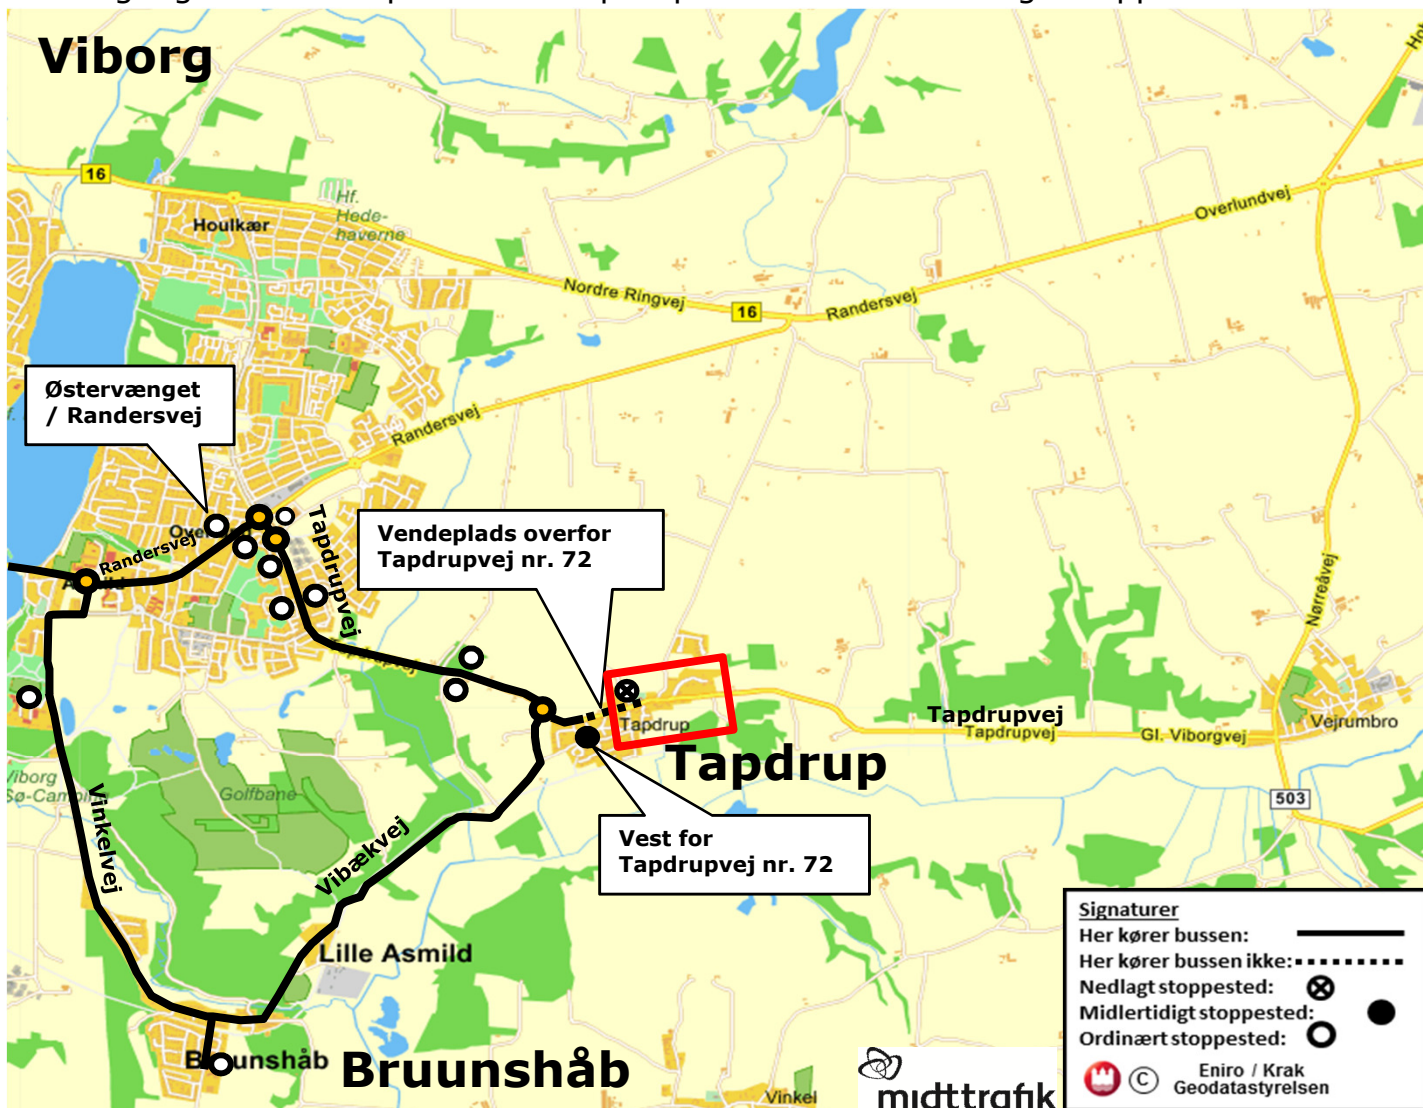 Viborg
16
Houlkær
Hf.
Hede-
haverne
Overlundvej
Nordre Ringvej
16
Randersvej
Østervænget
/ Randersvej
Randersvej
Tapdrupvej
Vendeplads overfor
Tapdrupvej nr. 72
Randersvej
Nørreåvej
Tapdrup
Tapdrupvej
Tapdrupvej
Gl. Viborgvej
Vejrumbro
Tapdrup
503
Viborg
Sø-Camping
Golfbane
Vinkelvej
Vibækvej
Vest for
Tapdrupvej nr. 72
Lille Asmild
Bruunshåb
Bruunshåb
Vinkel
midttrafik
Signaturer
Her kører bussen:
Her kører bussen ikke:
Nedlagt stoppested:
Midlertidigt stoppested:
Ordinært stoppested:
© Eniro / Krak
Geodatastyrelsen